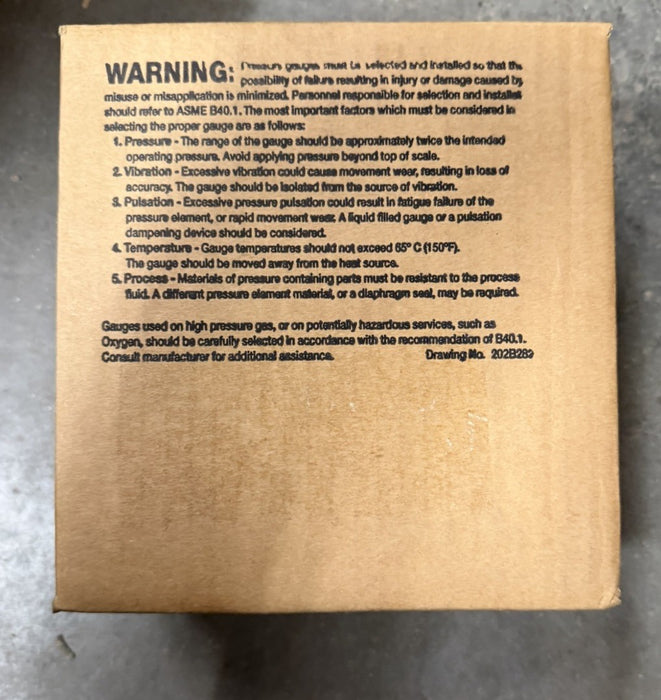 WARNING: Pressure gauges must be selected and installed so that the
possibility of failure resulting in injury or damage caused by
misuse or misapplication is minimized. Personnel responsible for selection and installat
should refer to ASME B40.1. The most important factors which must be considered in
selecting the proper gauge are as follows:
1. Pressure - The range of the gauge should be approximately twice the intended
operating pressure. Avoid applying pressure beyond top of scale.
2. Vibration - Excessive vibration could cause movement wear, resulting in loss of
accuracy. The gauge should be isolated from the source of vibration.
3. Pulsation - Excessive pressure pulsation could result in fatigue failure of the
pressure element, or rapid movement wear. A liquid filled gauge or a pulsation
dampening device should be considered.
4. Temperature - Gauge temperatures should not exceed 65° C (150°F).
The gauge should be moved away from the heat source.
5. Process - Materials of pressure containing parts must be resistant to the process
fluid. A different pressure element material, or a diaphragm seal, may be required.
Gauges used on high pressure gas, or on potentially hazardous services, such as
Oxygen, should be carefully selected in accordance with the recommendation of B40.1.
Consult manufacturer for additional assistance. Drawing No. 202B282